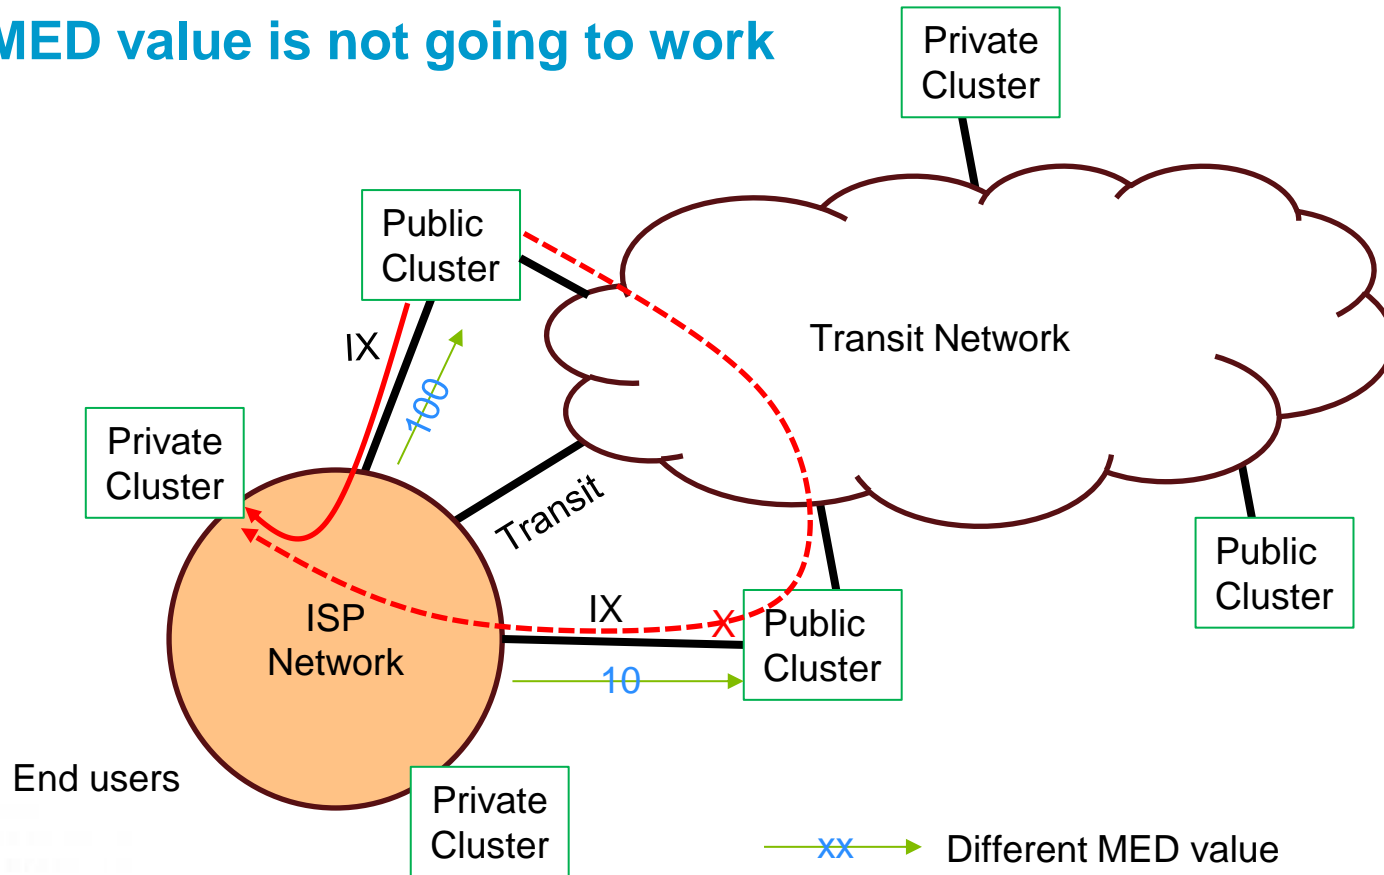 MED value is not going to work
Private
Cluster
Public
Cluster
IX
Transit Network
100
Private
Cluster
Transit
ISP
Network
IX
X
Public
Cluster
Public
Cluster
10
End users
Private
Cluster
xx
Different MED value